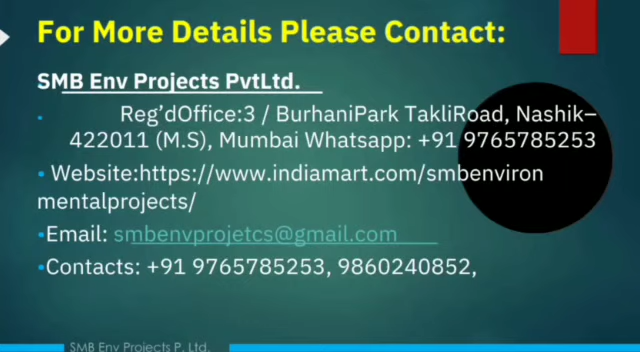 For More Details Please Contact:
SMB Env Projects PvtLtd.
• Reg'dOffice:3 / BurhaniPark TakliRoad, Nashik–
422011 (M.S), Mumbai Whatsapp: +91 9765785253
• Website:https://www.indiamart.com/smbenviron
mentalprojects/
•Email: smbenvprojetcs@gmail.com
•Contacts: +91 9765785253, 9860240852,
SMB Env Projects P. Ltd.